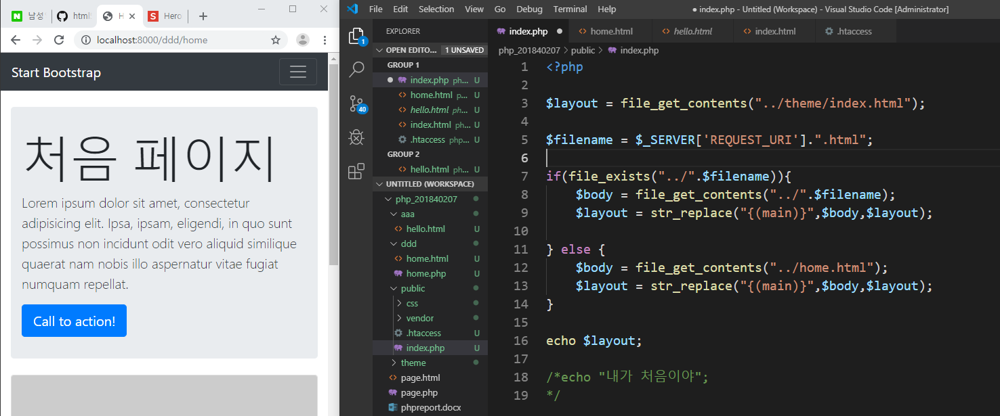 남성
html5
H
Hero
localhost:8000/ddd/home
Start Bootstrap
처음 페이지
Lorem ipsum dolor sit amet, consectetur
adipisicing elit. Ipsa, ipsam, eligendi, in quo sunt
possimus non incidunt odit vero aliquid similique
quaerat nam nobis illo aspernatur vitae fugiat
numquam repellat.
Call to action!
File Edit Selection View Go Debug Terminal Help
● index.php - Untitled (Workspace) - Visual Studio Code [Administrator]
1
40
EXPLORER
OPEN EDITO... 1 UNSAVED
GROUP 1
index.php ph... U
home.html p... U
hello.html ph... U
index.html ph... U
.htaccess php... U
GROUP 2
hello.html ph... U
UNTITLED (WORKSPACE)
php_201840207
aaa
hello.html U
ddd
home.html U
home.php U
public
css
vendor
.htaccess U
index.php U
theme
page.html
page.php
phpreport.docx
index.php home.html hello.html index.html .htaccess
php_201840207 > public > index.php
1 <?php
2
3 $layout = file_get_contents("../theme/index.html");
4
5 $filename = $_SERVER['REQUEST_URI'].".html";
6
7 if(file_exists("../".$filename)){
8 $body = file_get_contents("../".$filename);
9 $layout = str_replace("{(main)}",$body,$layout);
10
11 } else {
12 $body = file_get_contents("../home.html");
13 $layout = str_replace("{(main)}",$body,$layout);
14 }
15
16 echo $layout;
17
18 /*echo "내가 처음이야";
19 */